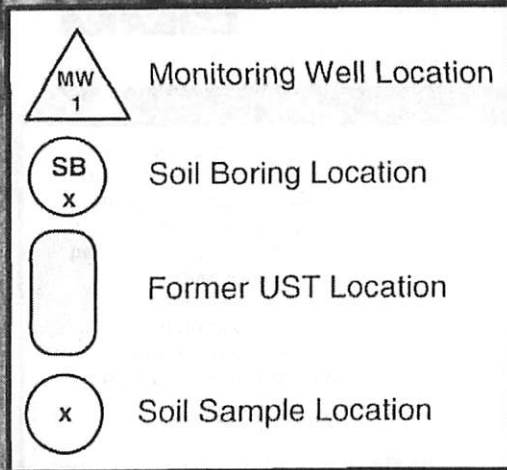 MW
1
Monitoring Well Location
SB
x
Soil Boring Location
Former UST Location
x
Soil Sample Location